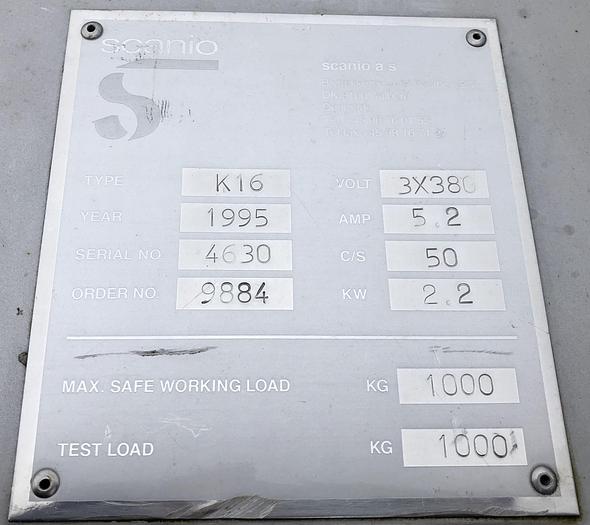 scanio
scanio a s
TYPE K16 VOLT 3X380
YEAR 1995 AMP 5.2
SERIAL NO 4630 C/S 50
ORDER NO. 9884 KW 2.2
MAX. SAFE WORKING LOAD KG 1000
TEST LOAD KG 1000